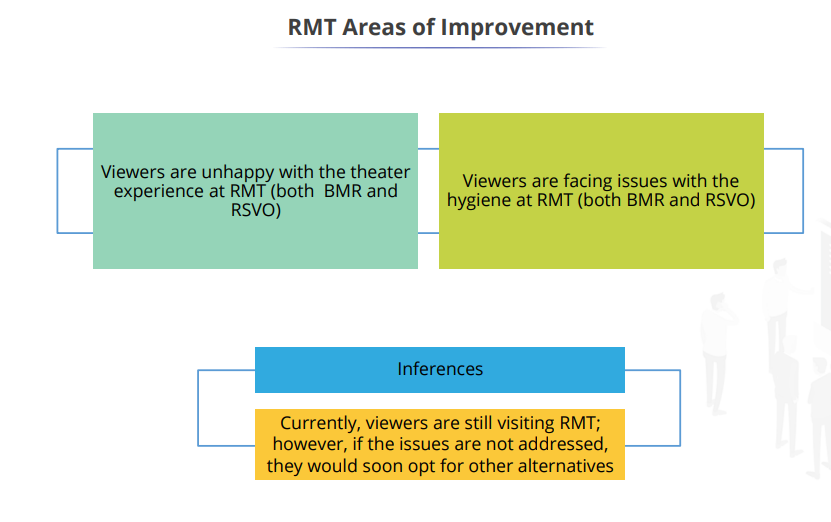 RMT Areas of Improvement
Viewers are unhappy with the theater
experience at RMT (both  BMR and
RSVO)
Viewers are facing issues with the
hygiene at RMT (both BMR and RSVO)
Inferences
Currently, viewers are still visiting RMT;
however, if the issues are not addressed,
they would soon opt for other alternatives